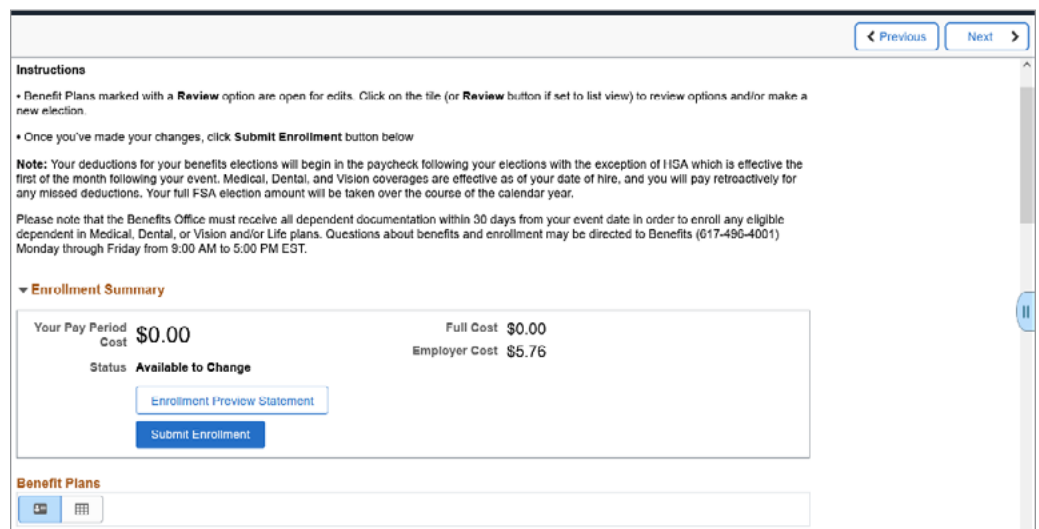 Previous
Next
Instructions
• Benefit Plans marked with a Review option are open for edits. Click on the tile (or Review button if set to list view) to review options and/or make a
new election.
• Once you've made your changes, click Submit Enrollment button below
Note: Your deductions for your benefits elections will begin in the paycheck following your elections with the exception of HSA which is effective the
first of the month following your event. Medical, Dental, and Vision coverages are effective as of your date of hire, and you will pay retroactively for
any missed deductions. Your full FSA election amount will be taken over the course of the calendar year.
Please note that the Benefits Office must receive all dependent documentation within 30 days from your event date in order to enroll any eligible
dependent in Medical, Dental, or Vision and/or Life plans. Questions about benefits and enrollment may be directed to Benefits (617-496-4001)
Monday through Friday from 9:00 AM to 5:00 PM EST.
Enrollment Summary
Your Pay Period
Cost $0.00
Full Cost $0.00
Employer Cost $5.76
Status Available to Change
Enrollment Preview Statement
Submit Enrollment
Benefit Plans